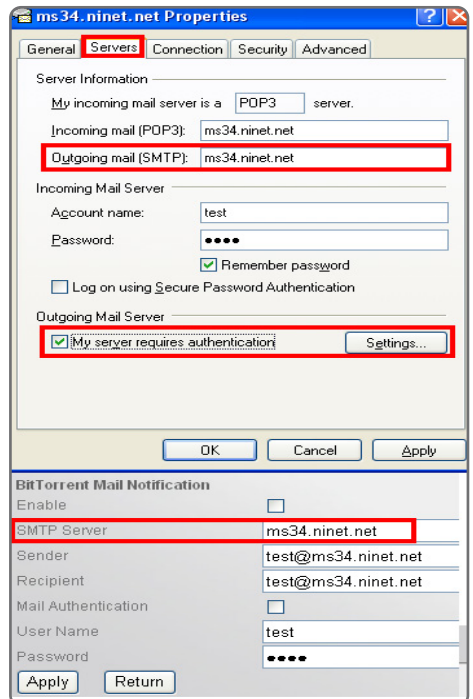 ms34.ninet.net Properties
General Servers Connection Security Advanced
Server Information
My incoming mail server is a POP3 server.
Incoming mail (POP3): ms34.ninet.net
Outgoing mail (SMTP): ms34.ninet.net
Incoming Mail Server
Account name: test
Password: ●●●●
Remember password
Log on using Secure Password Authentication
Outgoing Mail Server
My server requires authentication Settings...
OK Cancel Apply
BitTorrent Mail Notification
Enable
SMTP Server ms34.ninet.net
Sender test@ms34.ninet.net
Recipient test@ms34.ninet.net
Mail Authentication
User Name test
Password ●●●●
Apply Return